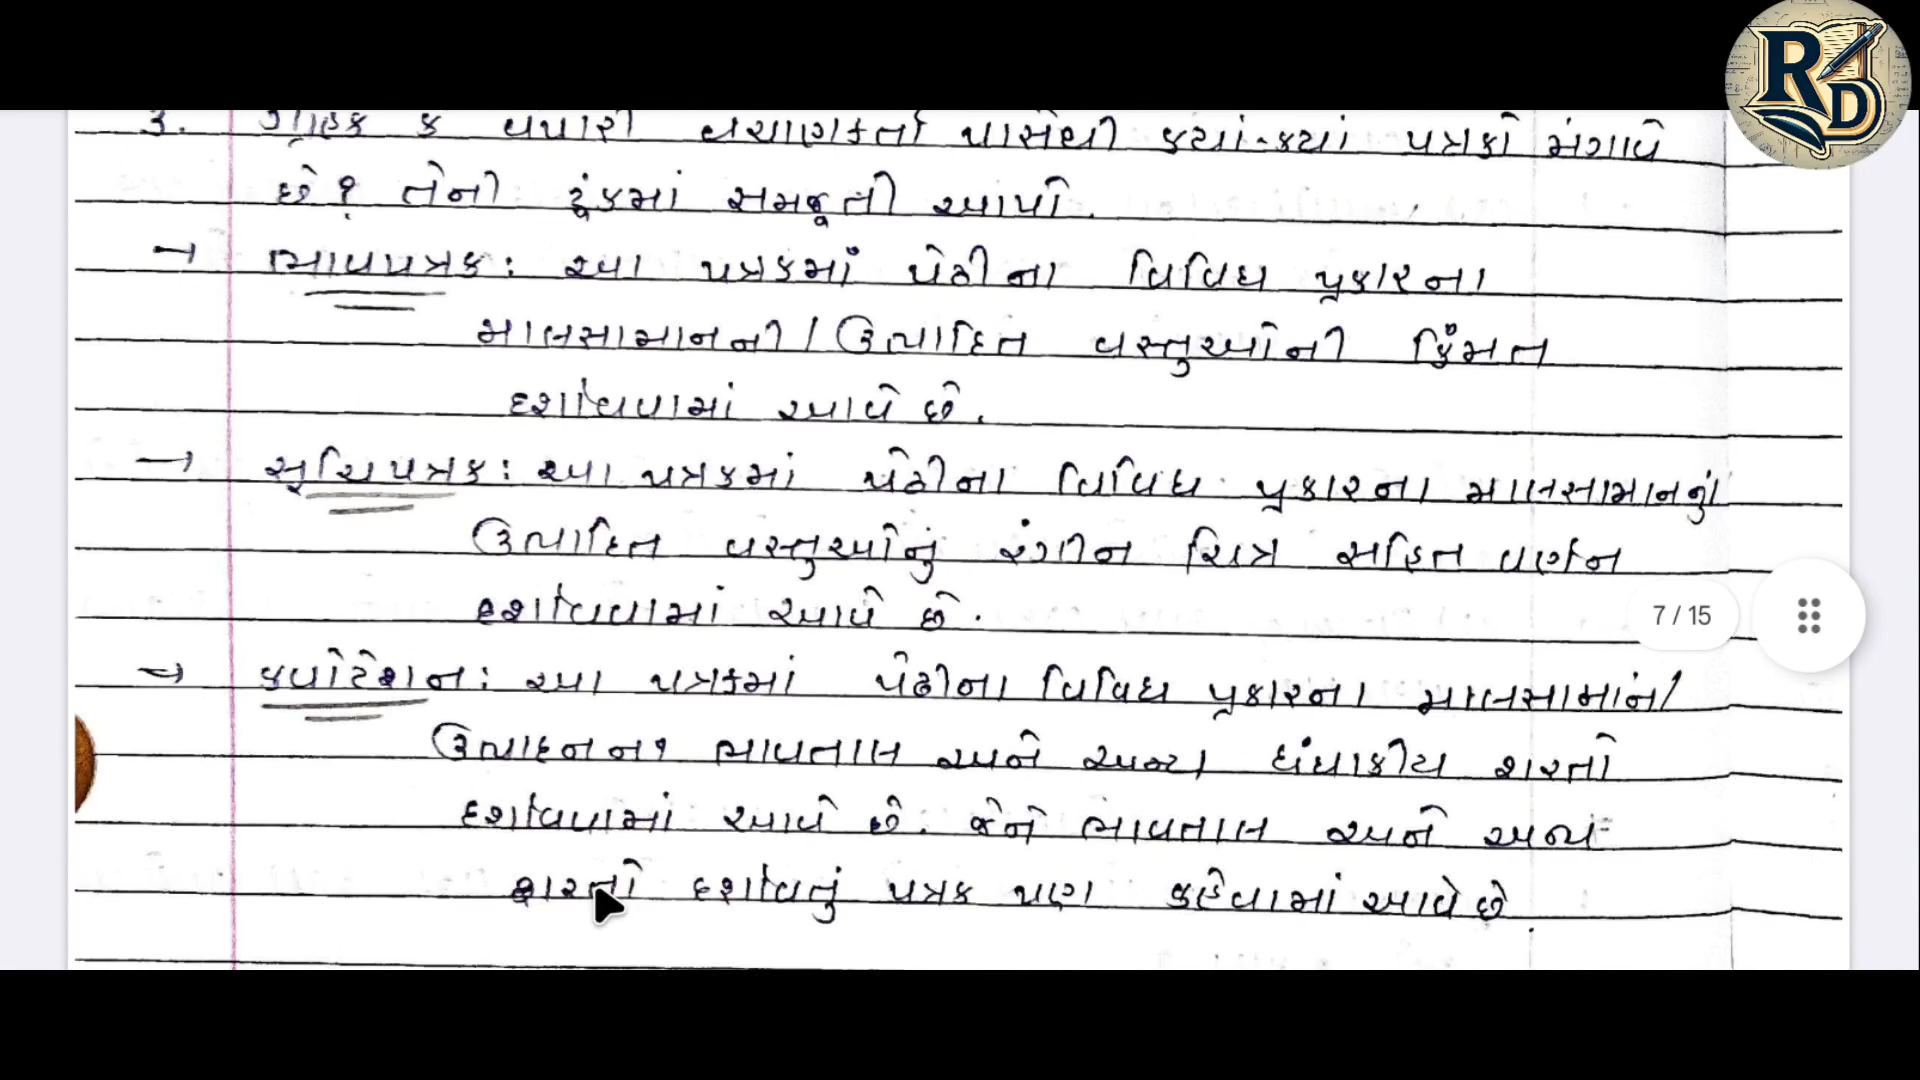 3. ગ્રાહક કે વેપારી વેચાણકર્તા પાસેથી કયાં-કયાં પત્રકો મંગાવે
છે? તેની ટૂંકમાં સમજૂતી આપો.
→ ભાવપત્રક: આ પત્રકમાં પેઢીના વિવિધ પ્રકારના
માલસામાનની/ઉત્પાદિત વસ્તુઓની કિંમત
દર્શાવવામાં આવે છે.
→ સૂચિપત્રક: આ પત્રકમાં પેઢીના વિવિધ પ્રકારના માલસામાનનું/
ઉત્પાદિત વસ્તુઓનું રંગીન ચિત્ર સહિત વર્ણન
દર્શાવવામાં આવે છે.
7 / 15
→ ક્વોટેશન: આ પત્રકમાં પેઢીના વિવિધ પ્રકારના માલસામાન/
ઉત્પાદનના ભાવતાલ અને અન્ય ધંધાકીય શરતો
દર્શાવવામાં આવે છે. જેને ભાવતાલ અને અન્ય
શરતો દર્શાવતું પત્રક પણ કહેવામાં આવે છે.
RD